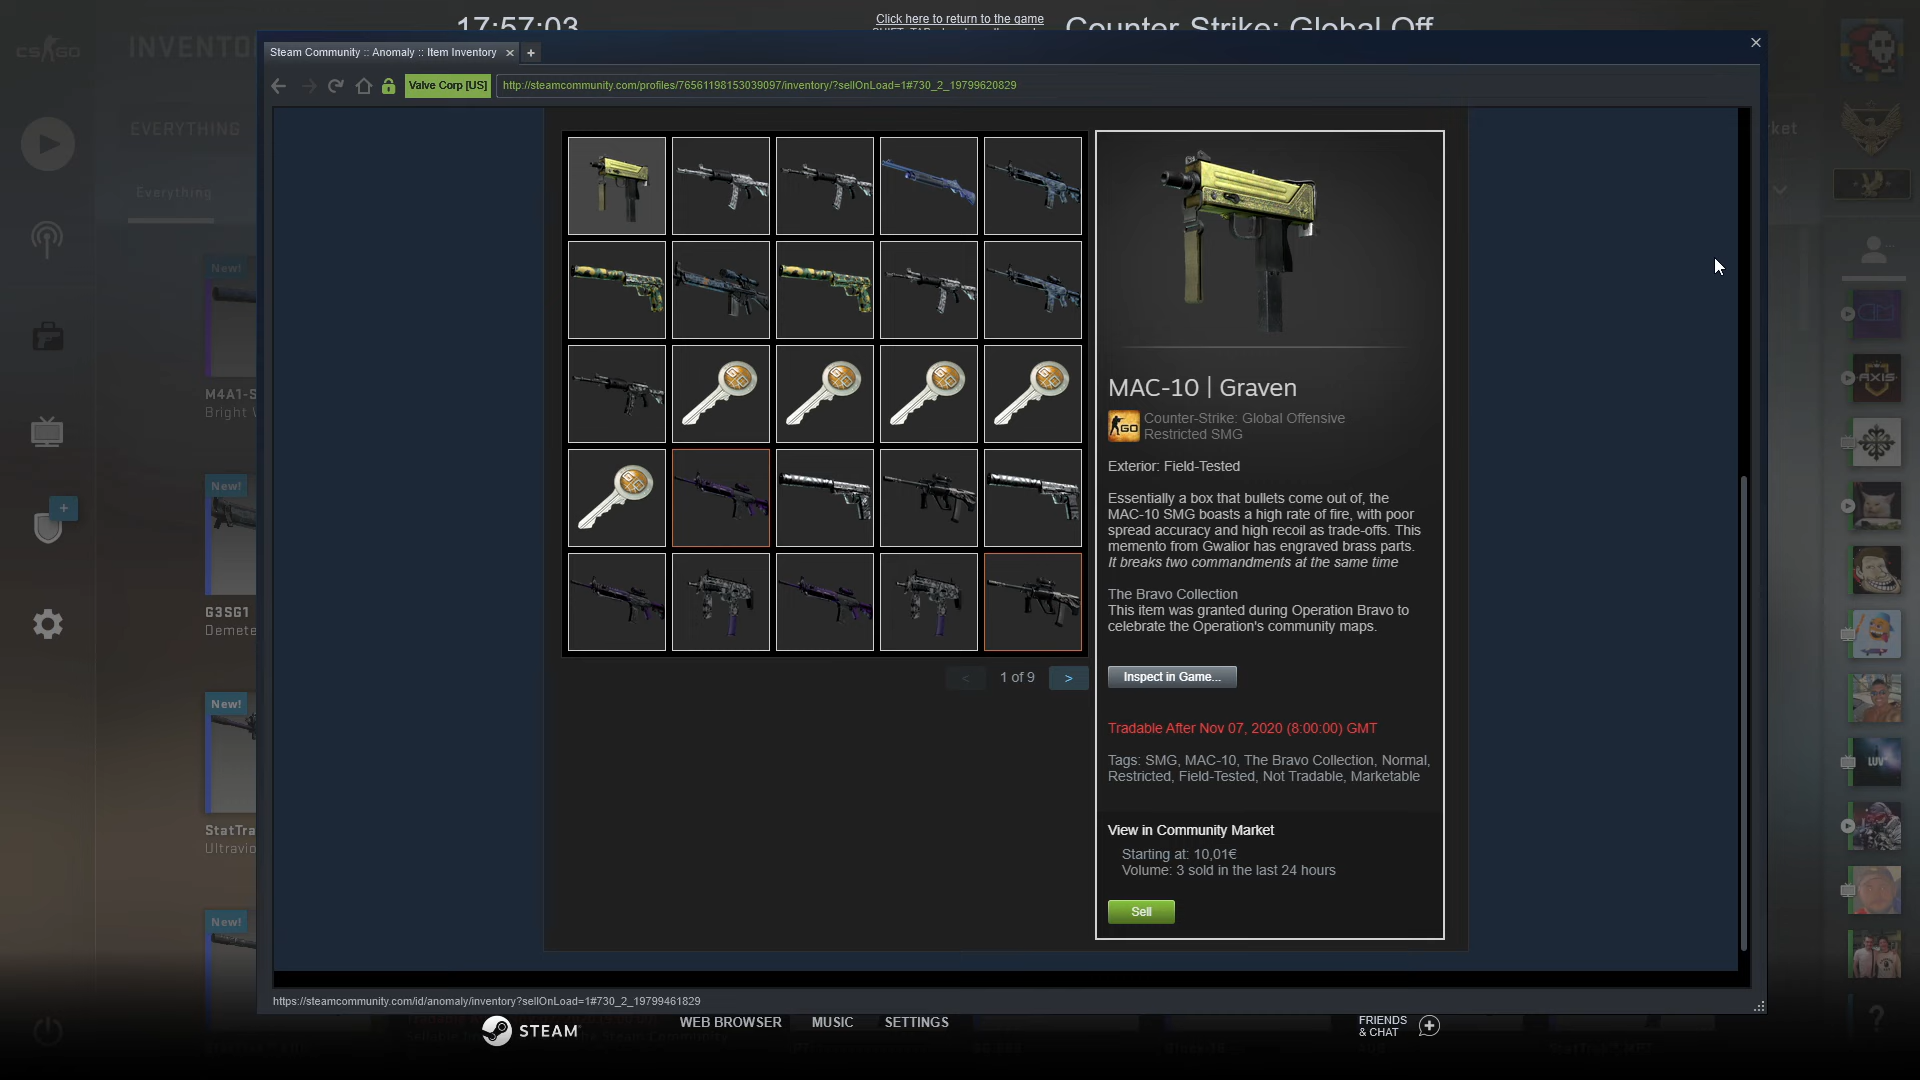 17:57:03
Click here to return to the game
Counter-Strike: Global Off
CS GO
INVENTO
Steam Community :: Anomaly :: Item Inventory
Valve Corp [US]
http://steamcommunity.com/profiles/76561198153039097/inventory/?sellOnLoad=1#730_2_19799620829
EVERYTHING
Everything
New!
M4A1-S
Bright
New!
G3SG1
Demete
New!
StatTra
Ultravio
New!
MAC-10 | Graven
GO
Counter-Strike: Global Offensive
Restricted SMG
Exterior: Field-Tested
Essentially a box that bullets come out of, the
MAC-10 SMG boasts a high rate of fire, with poor
spread accuracy and high recoil as trade-offs. This
memento from Gwalior has engraved brass parts.
It breaks two commandments at the same time
The Bravo Collection
This item was granted during Operation Bravo to
celebrate the Operation's community maps.
< 1 of 9 >
Inspect in Game...
Tradable After Nov 07, 2020 (8:00:00) GMT
Tags: SMG, MAC-10, The Bravo Collection, Normal,
Restricted, Field-Tested, Not Tradable, Marketable
View in Community Market
Starting at: 10,01€
Volume: 3 sold in the last 24 hours
Sell
AXIS
LUV
https://steamcommunity.com/id/anomaly/inventory?sellOnLoad=1#730_2_19799461829
STEAM
WEB BROWSER
MUSIC
SETTINGS
FRIENDS
& CHAT